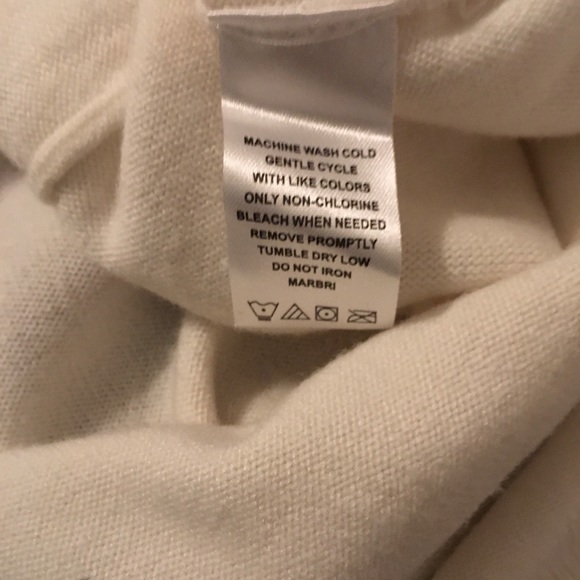 MACHINE WASH COLD
GENTLE CYCLE
WITH LIKE COLORS
ONLY NON-CHLORINE
BLEACH WHEN NEEDED
REMOVE PROMPTLY
TUMBLE DRY LOW
DO NOT IRON
MARBRI